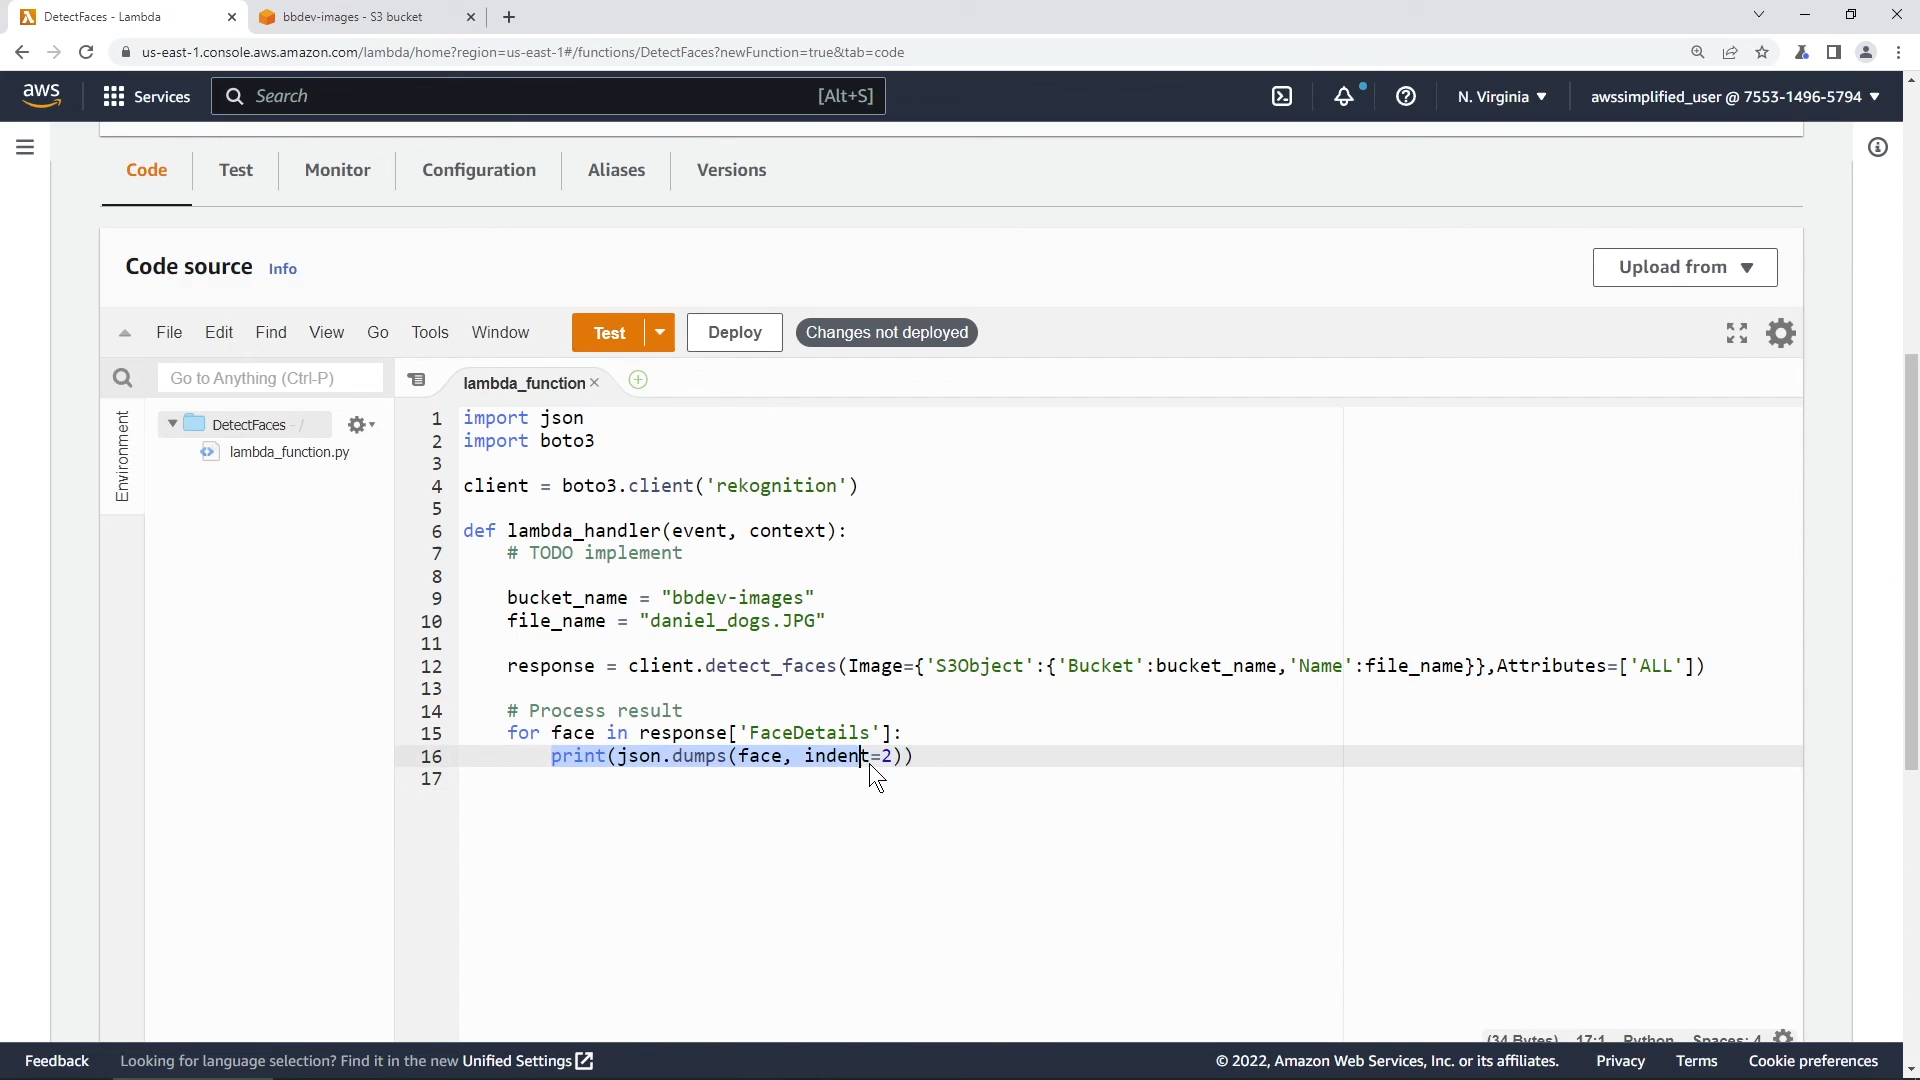 DetectFaces - Lambda
bbdev-images - S3 bucket
us-east-1.console.aws.amazon.com/lambda/home?region=us-east-1#/functions/DetectFaces?newFunction=true&tab=code
aws
Services
Search
[Alt+S]
N. Virginia
awssimplified_user @ 7553-1496-5794
Code
Test
Monitor
Configuration
Aliases
Versions
Code source
Info
Upload from
File
Edit
Find
View
Go
Tools
Window
Test
Deploy
Changes not deployed
Go to Anything (Ctrl-P)
lambda_function
Environment
DetectFaces - /
lambda_function.py
1 import json
2 import boto3
3
4 client = boto3.client('rekognition')
5
6 def lambda_handler(event, context):
7 # TODO implement
8
9 bucket_name = "bbdev-images"
10 file_name = "daniel_dogs.JPG"
11
12 response = client.detect_faces(Image={'S3Object':{'Bucket':bucket_name,'Name':file_name}},Attributes=['ALL'])
13
14 # Process result
15 for face in response['FaceDetails']:
16 print(json.dumps(face, indent=2))
17
(34 Bytes) 17:1 Python Spaces: 4
Feedback
Looking for language selection? Find it in the new Unified Settings
© 2022, Amazon Web Services, Inc. or its affiliates.
Privacy
Terms
Cookie preferences